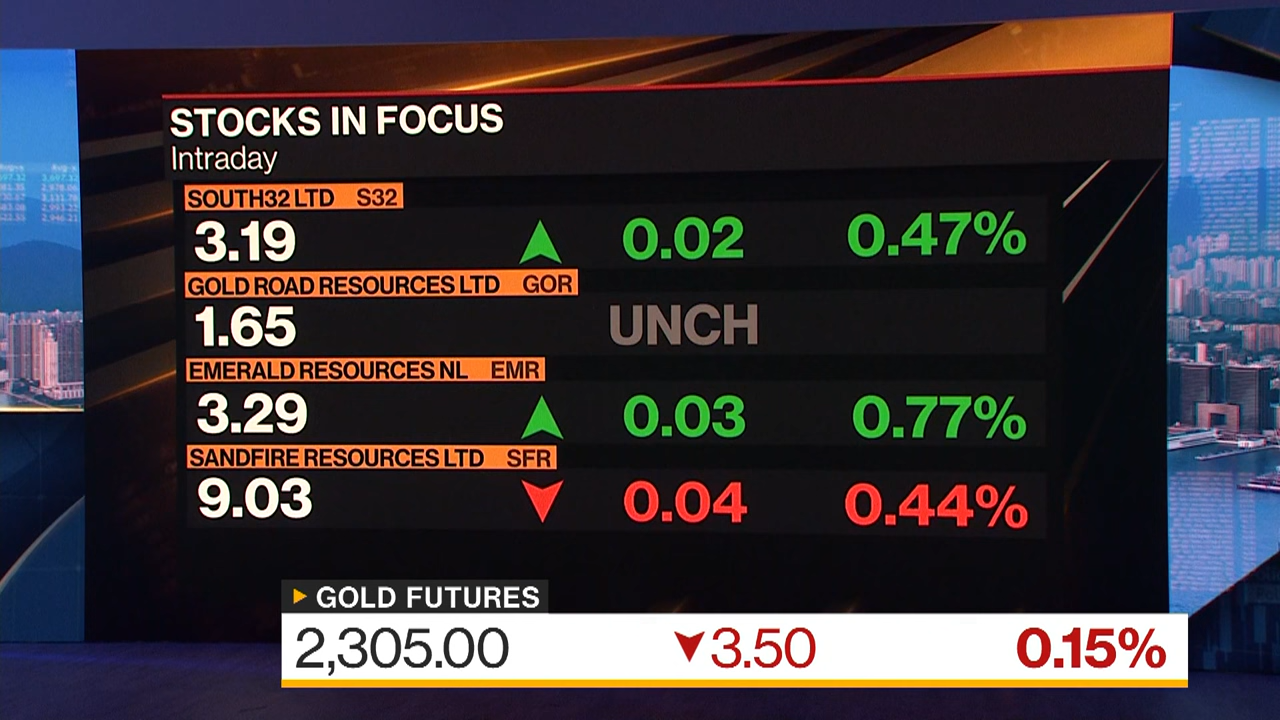 STOCKS IN FOCUS
Intraday
SOUTH32 LTD S32
3.19 0.02 0.47%
GOLD ROAD RESOURCES LTD GOR
1.65 UNCH
EMERALD RESOURCES NL EMR
3.29 0.03 0.77%
SANDFIRE RESOURCES LTD SFR
9.03 0.04 0.44%
GOLD FUTURES
2,305.00 3.50 0.15%